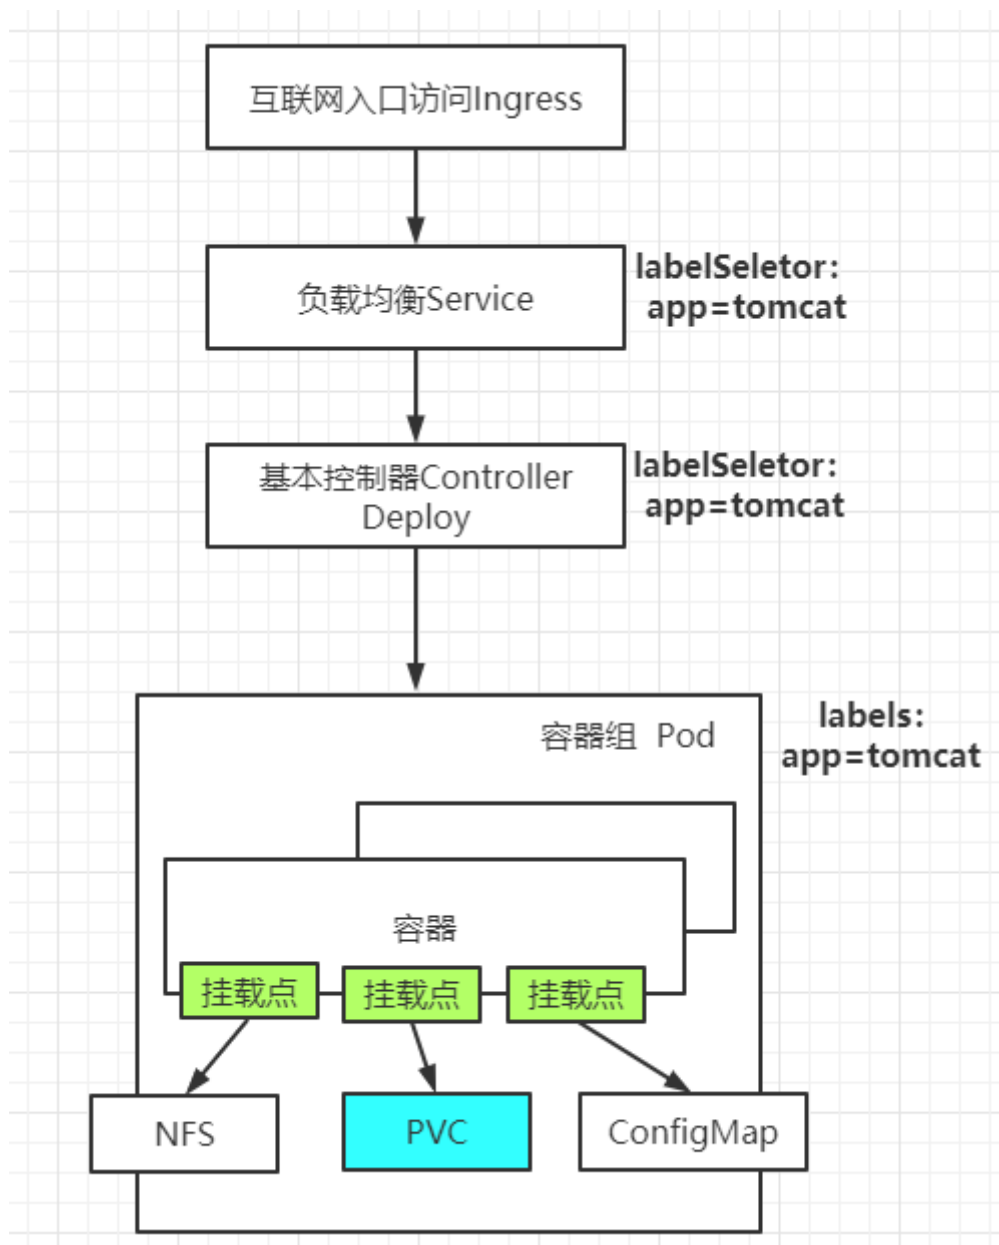 互联网入口访问Ingress
负载均衡Service
labelSeletor:
app=tomcat
基本控制器Controller
Deploy
labelSeletor:
app=tomcat
容器组 Pod
labels:
app=tomcat
容器
挂载点
挂载点
挂载点
NFS
PVC
ConfigMap